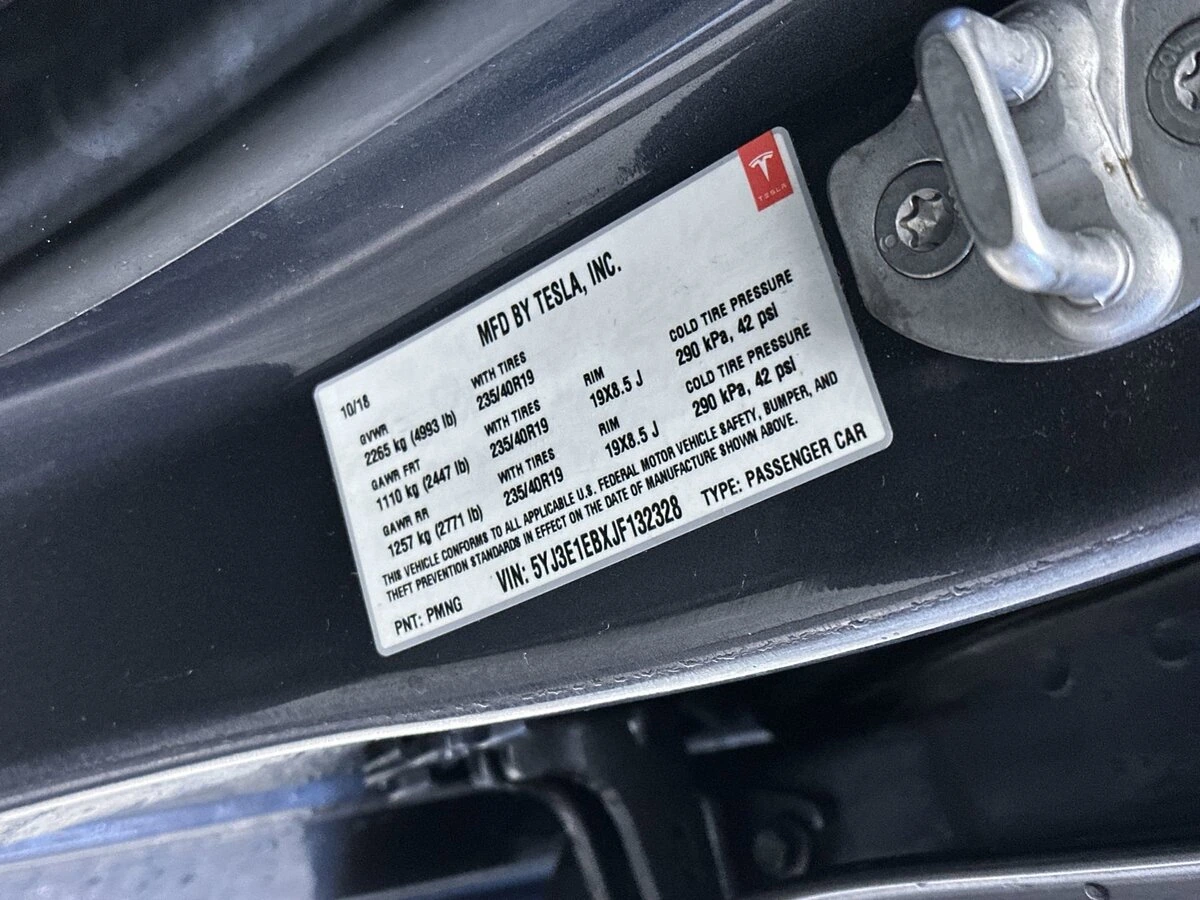 TESLA
MFD BY TESLA, INC.
10/18
GVWR
2265 kg (4993 lb)
WITH TIRES
235/40R19
RIM
19X8.5 J
COLD TIRE PRESSURE
290 kPa, 42 psi
GAWR FRT
1110 kg (2447 lb)
WITH TIRES
235/40R19
RIM
19X8.5 J
COLD TIRE PRESSURE
290 kPa, 42 psi
GAWR RR
1257 kg (2771 lb)
WITH TIRES
235/40R19
THIS VEHICLE CONFORMS TO ALL APPLICABLE U.S. FEDERAL MOTOR VEHICLE SAFETY, BUMPER, AND
THEFT PREVENTION STANDARDS IN EFFECT ON THE DATE OF MANUFACTURE SHOWN ABOVE.
PNT: PMNG VIN: 5YJ3E1EBXJF132328 TYPE: PASSENGER CAR